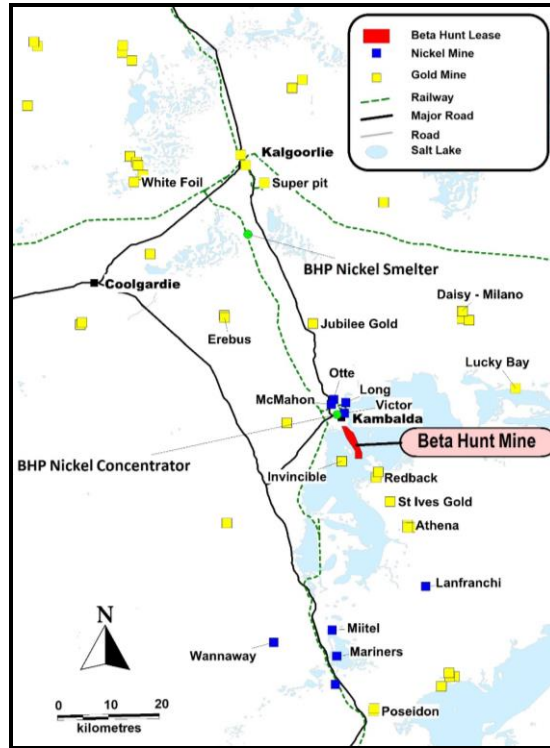 Beta Hunt Lease
Nickel Mine
Gold Mine
Railway
Major Road
Road
Salt Lake
Kalgoorlie
White Foil
Super pit
BHP Nickel Smelter
Coolgardie
Daisy - Milano
Erebus
Jubilee Gold
Lucky Bay
Otte
Long
McMahon
Victor
Kambalda
Beta Hunt Mine
BHP Nickel Concentrator
Invincible
Redback
St Ives Gold
Athena
Lanfranchi
N
Miitel
Wannaway
Mariners
0 10 20
kilometres
Poseidon